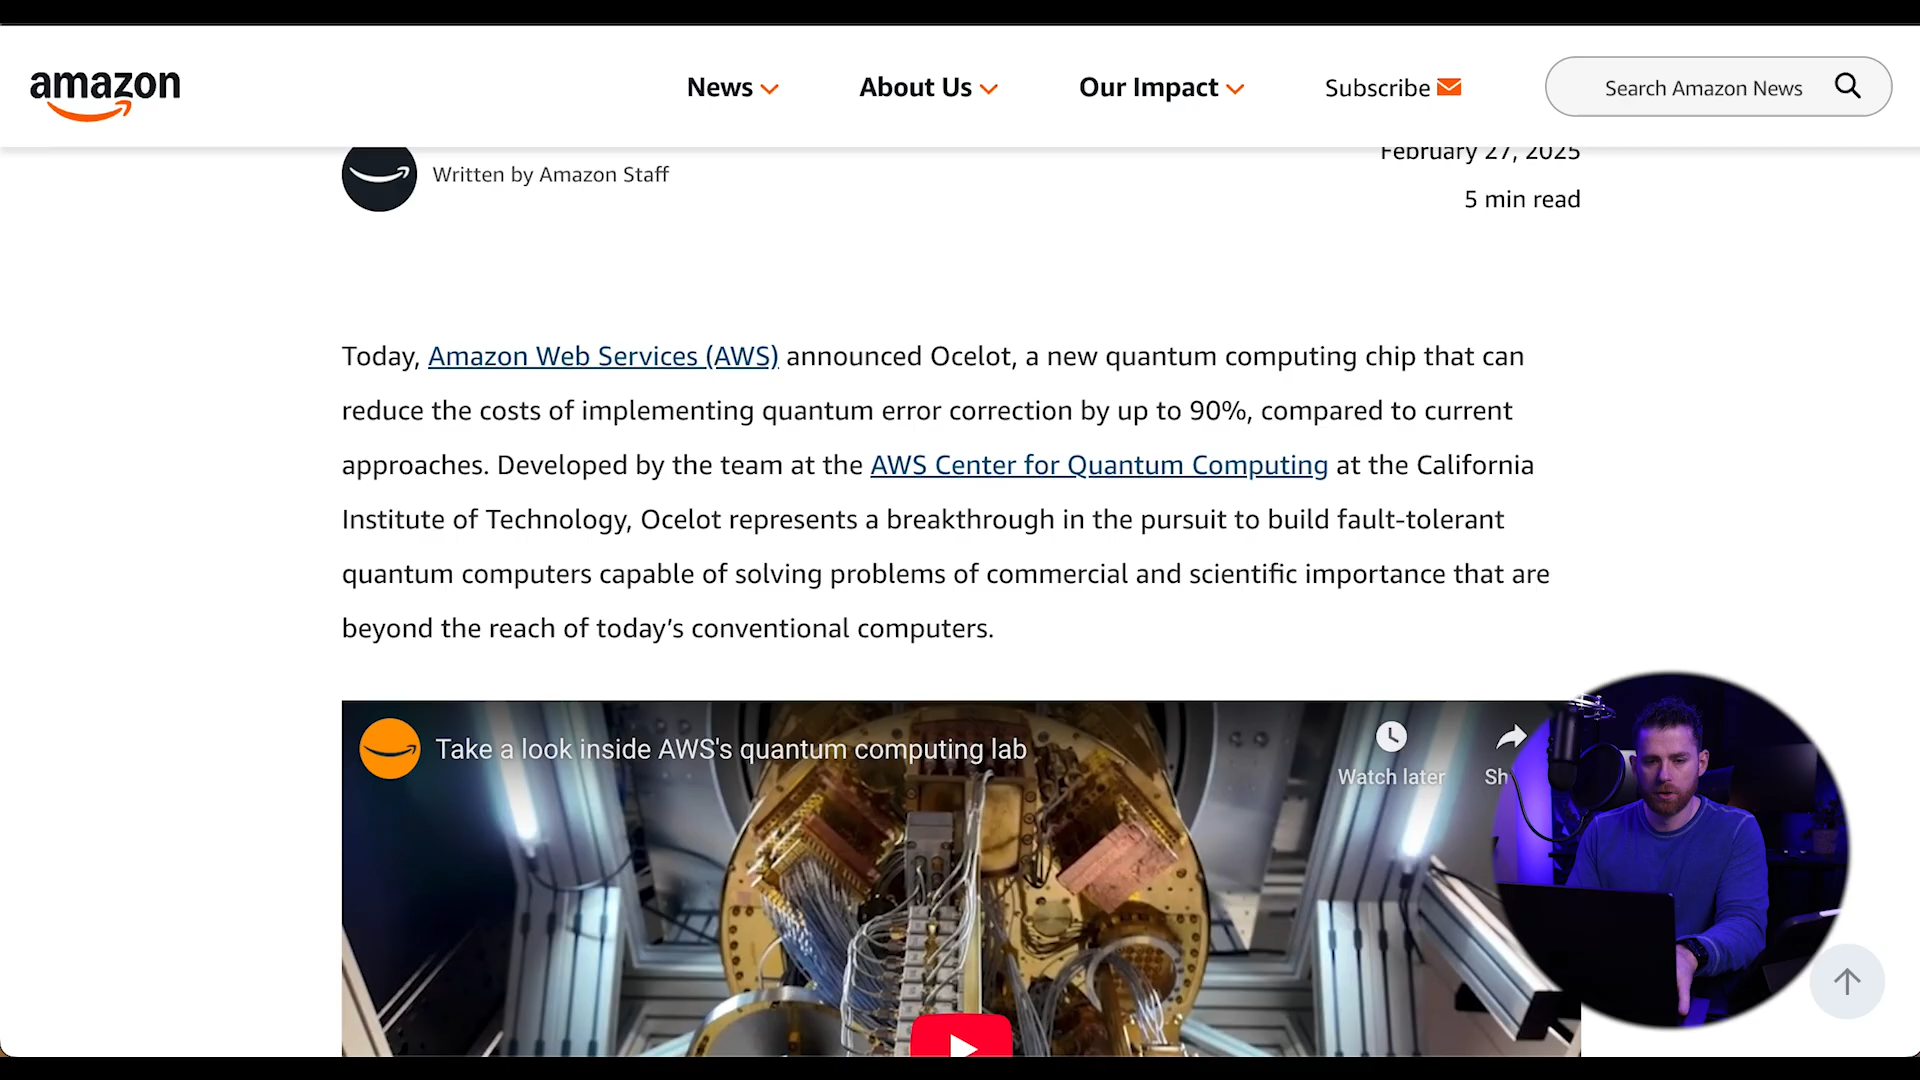 amazon
News
About Us
Our Impact
Subscribe
Search Amazon News
Written by Amazon Staff
February 27, 2025
5 min read
Today, Amazon Web Services (AWS) announced Ocelot, a new quantum computing chip that can
reduce the costs of implementing quantum error correction by up to 90%, compared to current
approaches. Developed by the team at the AWS Center for Quantum Computing at the California
Institute of Technology, Ocelot represents a breakthrough in the pursuit to build fault-tolerant
quantum computers capable of solving problems of commercial and scientific importance that are
beyond the reach of today’s conventional computers.
Take a look inside AWS's quantum computing lab
Watch later
Sh